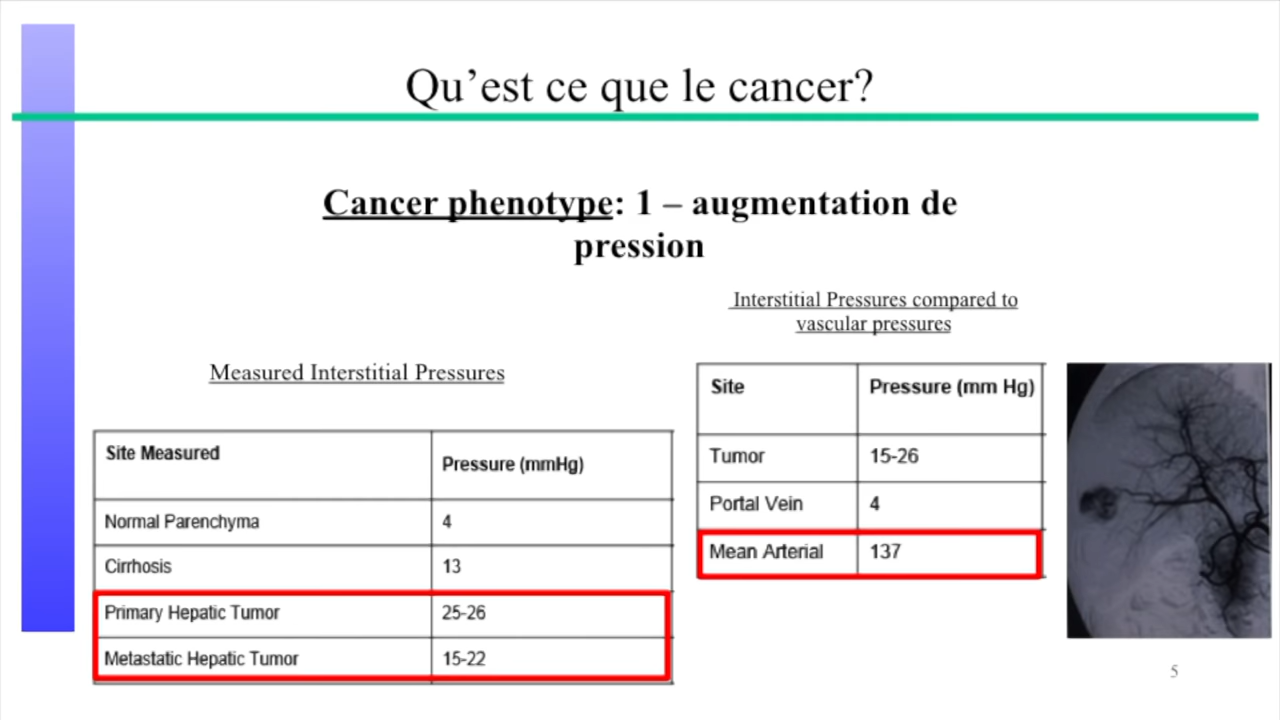 Qu’est ce que le cancer?
Cancer phenotype: 1 – augmentation de
pression
Interstitial Pressures compared to
vascular pressures
Measured Interstitial Pressures
Site Measured Pressure (mmHg)
Normal Parenchyma 4
Cirrhosis 13
Primary Hepatic Tumor 25-26
Metastatic Hepatic Tumor 15-22
Site Pressure (mm Hg)
Tumor 15-26
Portal Vein 4
Mean Arterial 137
5